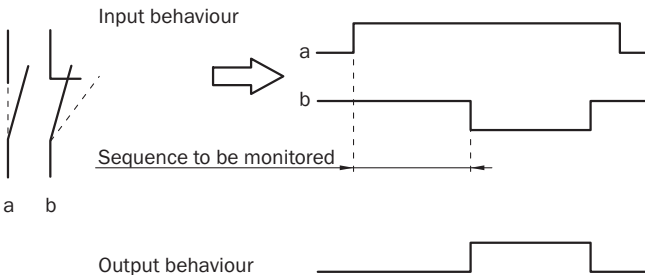 Input behaviour
a
b
Sequence to be monitored
a b
Output behaviour